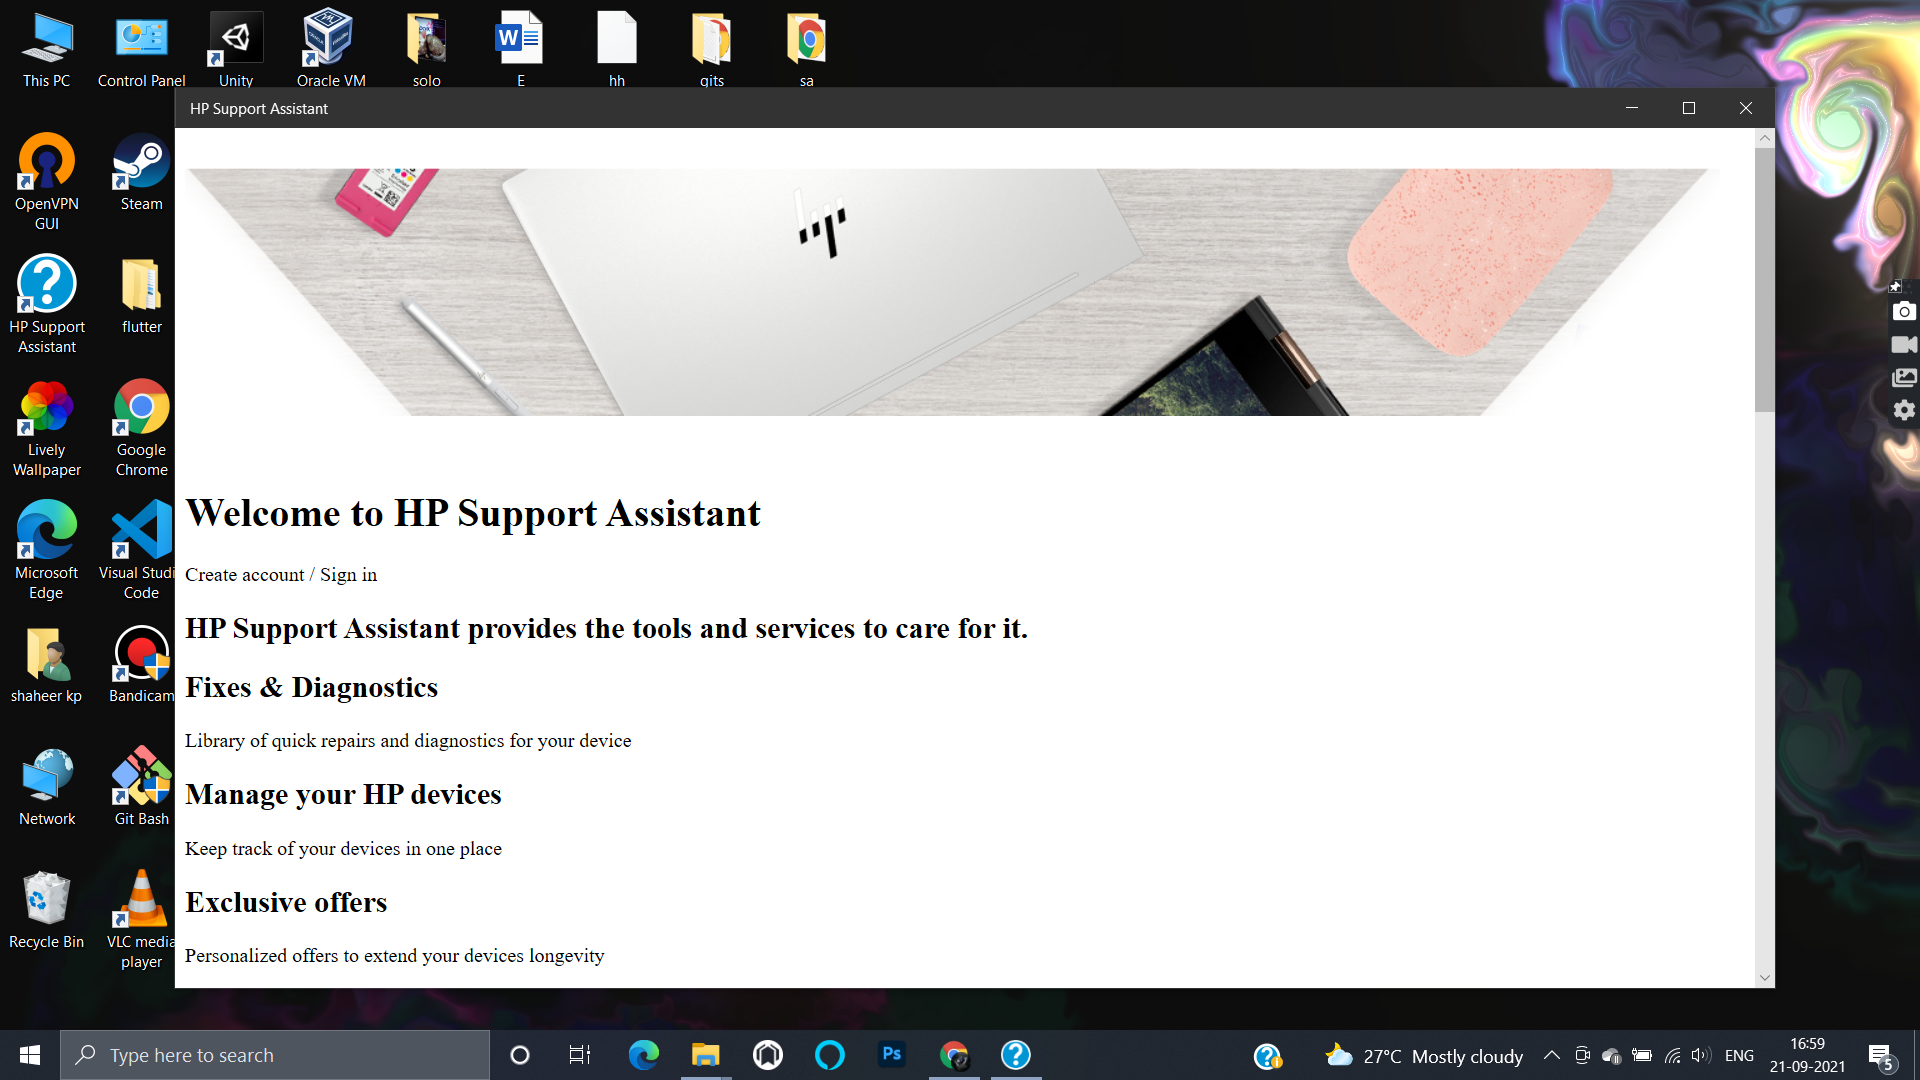 This PC
Control Panel
Unity
Oracle VM
solo
E
hh
gits
sa
HP Support Assistant
OpenVPN
GUI
Steam
HP Support
Assistant
flutter
Lively
Wallpaper
Google
Chrome
Microsoft
Edge
Visual Studi
Code
shaheer kp
Bandicam
Network
Git Bash
Recycle Bin
VLC media
player
Welcome to HP Support Assistant
Create account / Sign in
HP Support Assistant provides the tools and services to care for it.
Fixes & Diagnostics
Library of quick repairs and diagnostics for your device
Manage your HP devices
Keep track of your devices in one place
Exclusive offers
Personalized offers to extend your devices longevity
Type here to search
Ps
27°C Mostly cloudy
ENG
16:59
21-09-2021
5